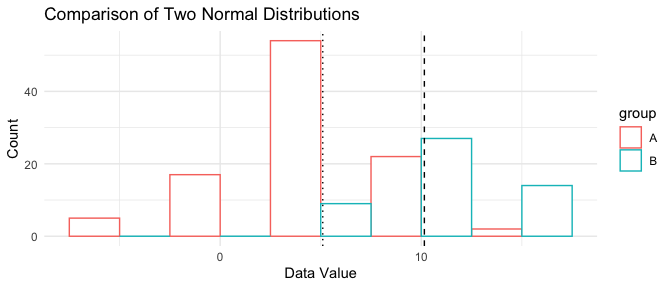 Comparison of Two Normal Distributions
Count
40
20
0
0
10
Data Value
group
A
B